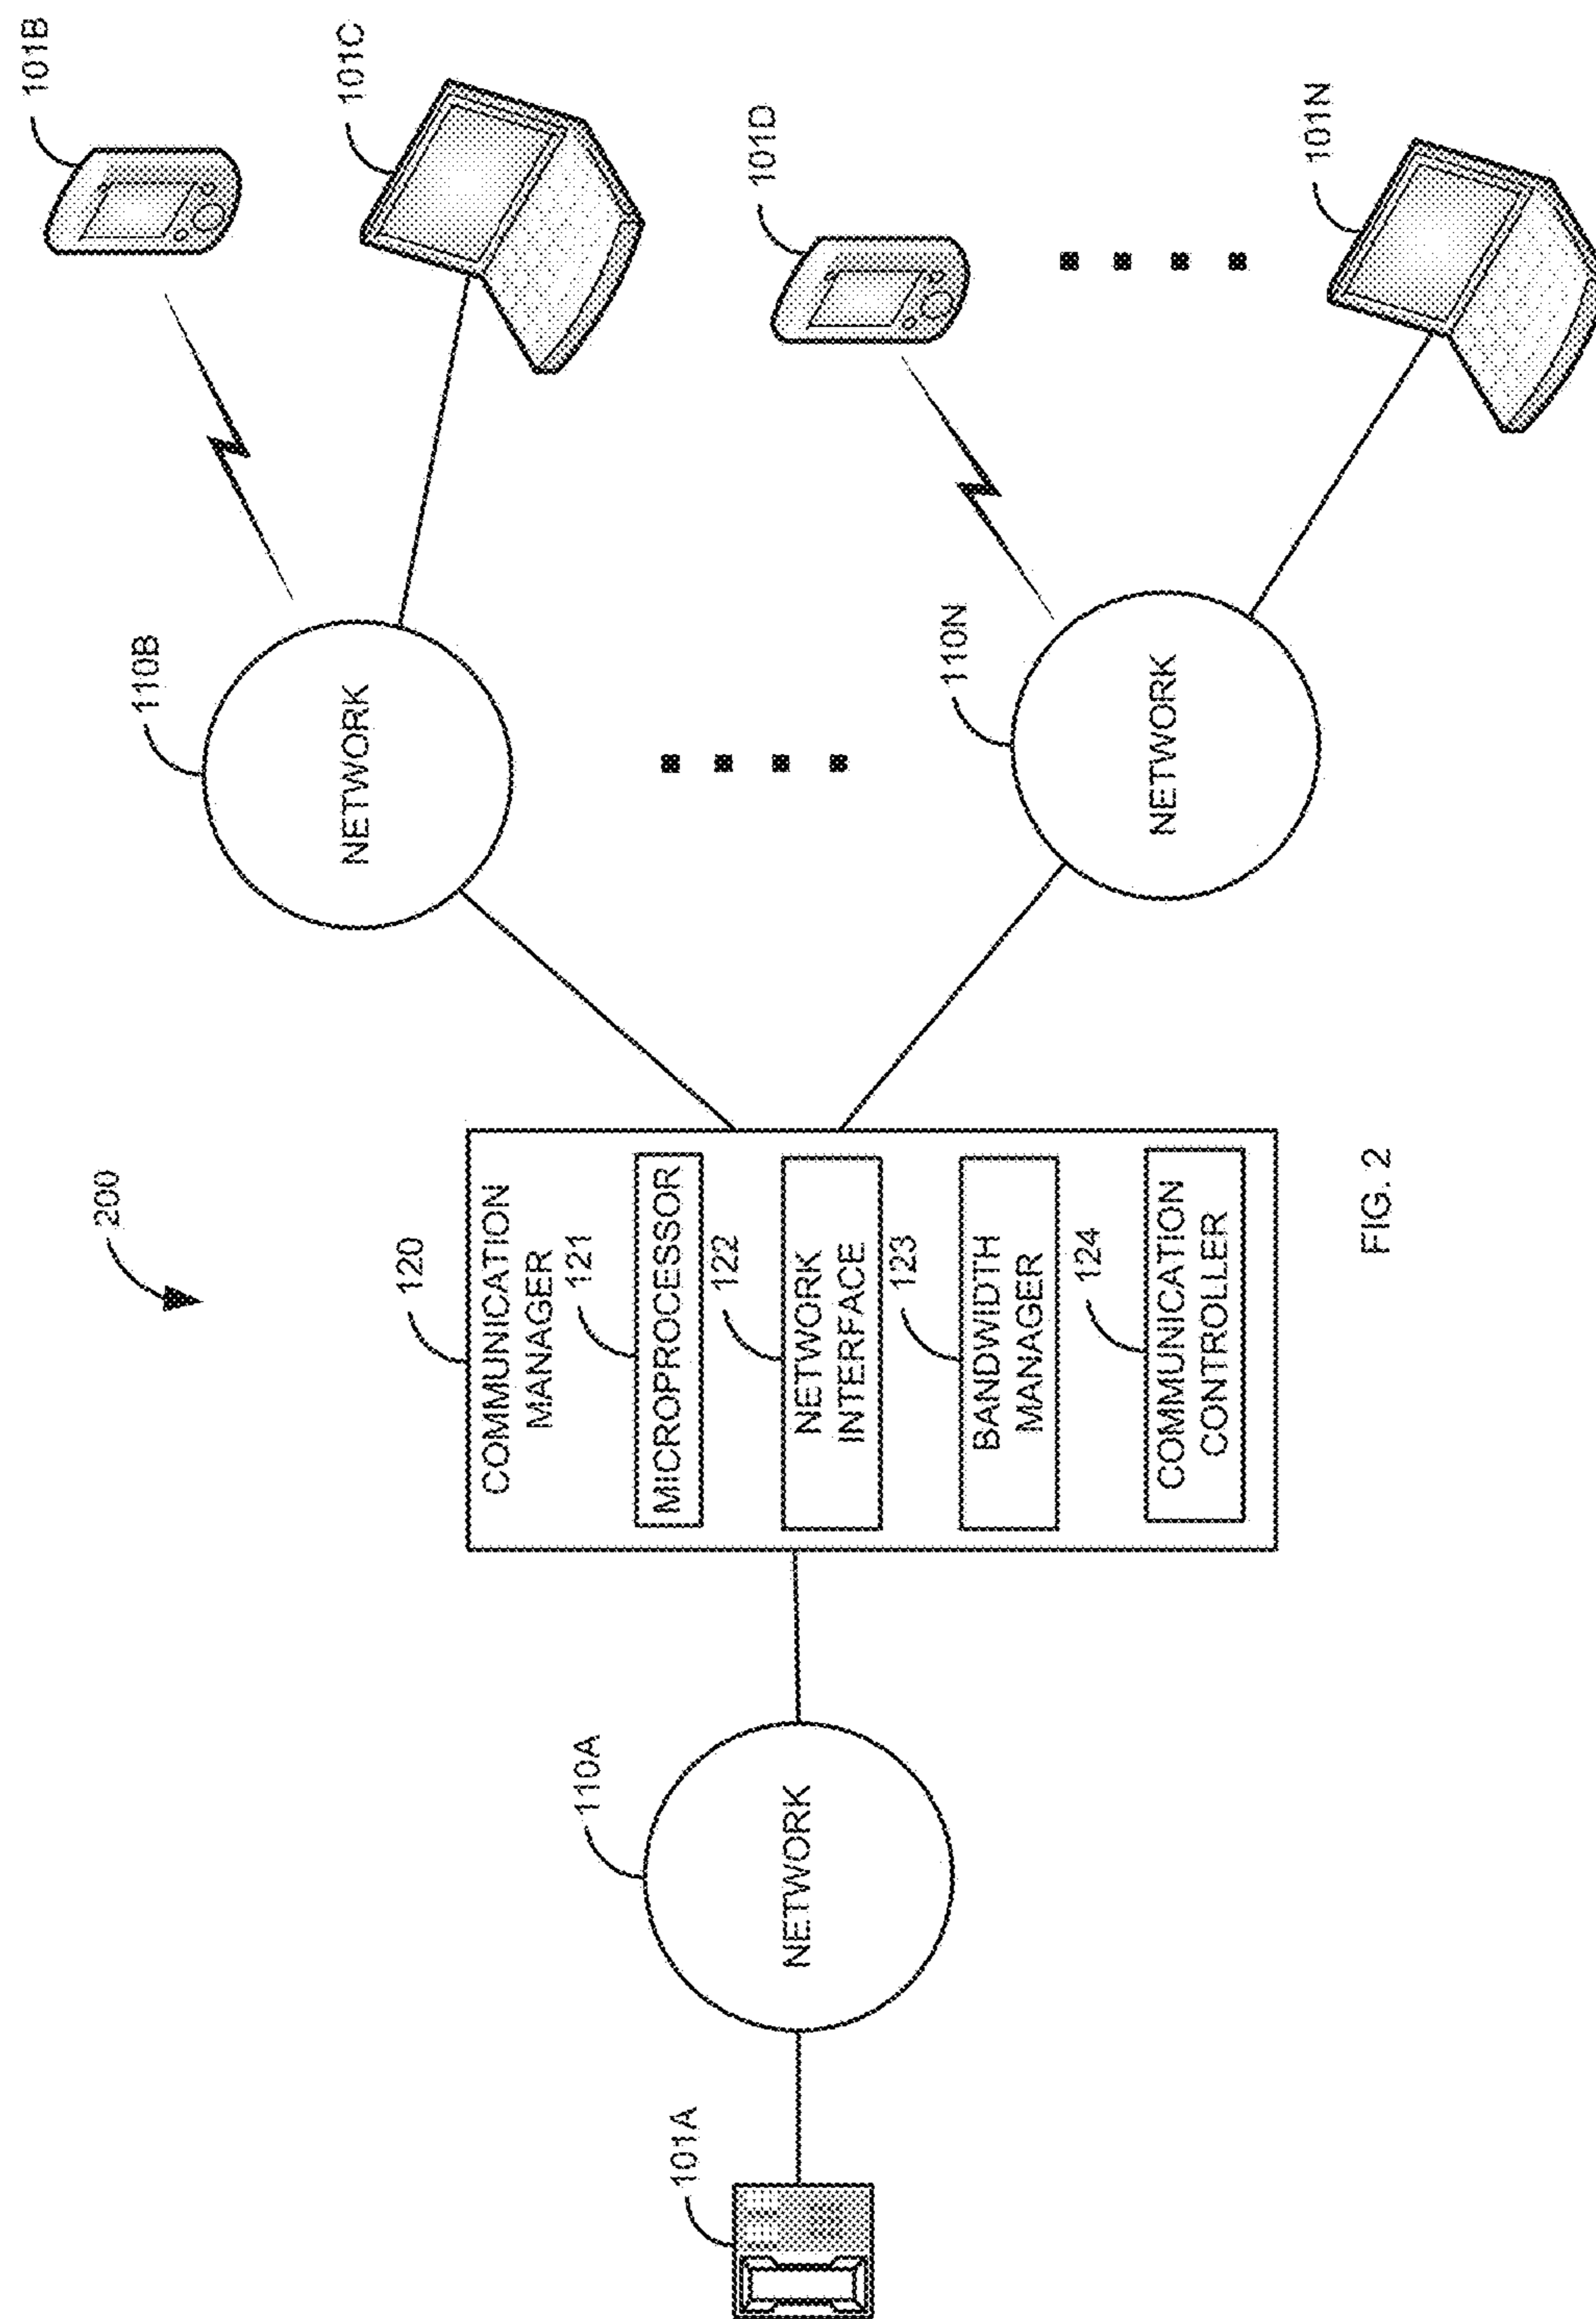 200
101A
110A
NETWORK
120
COMMUNICATION
MANAGER
121
MICROPROCESSOR
122
NETWORK
INTERFACE
123
BANDWIDTH
MANAGER
124
COMMUNICATION
CONTROLLER
110B
NETWORK
110N
NETWORK
101B
101C
101D
101N
FIG. 2